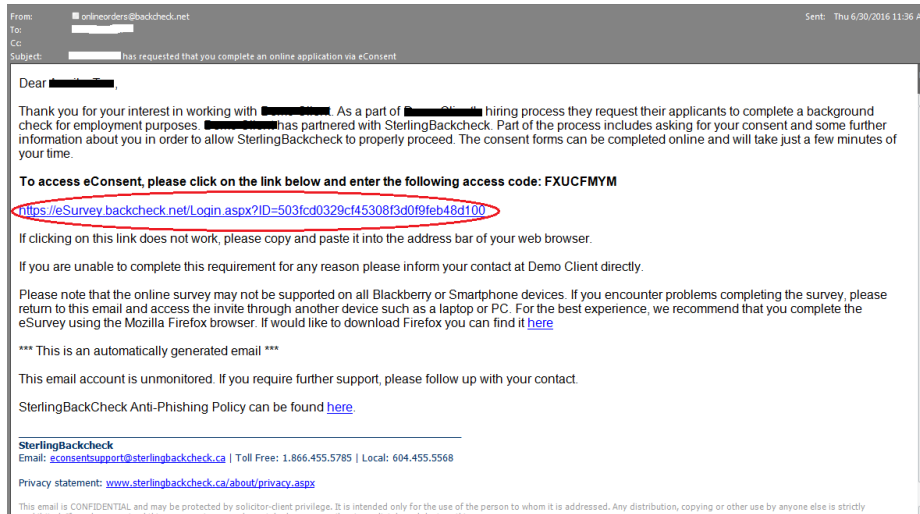 From: onlineorders@backcheck.net Sent: Thu 6/30/2016 11:36 A
To:
Cc:
Subject: has requested that you complete an online application via eConsent
Dear ,
Thank you for your interest in working with . As a part of hiring process they request their applicants to complete a background
check for employment purposes. has partnered with SterlingBackcheck. Part of the process includes asking for your consent and some further
information about you in order to allow SterlingBackcheck to properly proceed. The consent forms can be completed online and will take just a few minutes of
your time.
To access eConsent, please click on the link below and enter the following access code: FXUCFMYM
https://eSurvey.backcheck.net/Login.aspx?ID=503fcd0329cf45308f3d0f9feb48d100
If clicking on this link does not work, please copy and paste it into the address bar of your web browser.
If you are unable to complete this requirement for any reason please inform your contact at Demo Client directly.
Please note that the online survey may not be supported on all Blackberry or Smartphone devices. If you encounter problems completing the survey, please
return to this email and access the invite through another device such as a laptop or PC. For the best experience, we recommend that you complete the
eSurvey using the Mozilla Firefox browser. If would like to download Firefox you can find it here
*** This is an automatically generated email ***
This email account is unmonitored. If you require further support, please follow up with your contact.
SterlingBackCheck Anti-Phishing Policy can be found here.
SterlingBackcheck
Email: econsentsupport@sterlingbackcheck.ca | Toll Free: 1.866.455.5785 | Local: 604.455.5568
Privacy statement: www.sterlingbackcheck.ca/about/privacy.aspx
This email is CONFIDENTIAL and may be protected by solicitor-client privilege. It is intended only for the use of the person to whom it is addressed. Any distribution, copying or other use by anyone else is strictly